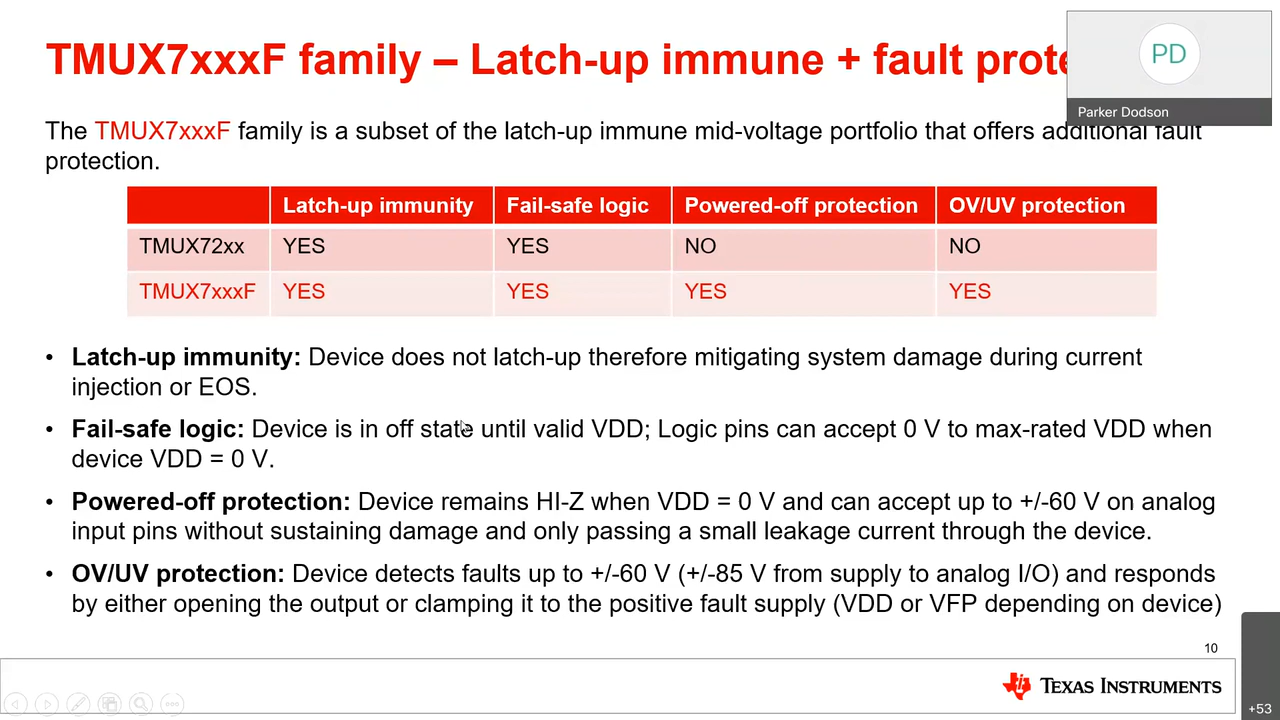 TMUX7xxxF family – Latch-up immune + fault
PD
Parker Dodson
The TMUX7xxxF family is a subset of the latch-up immune mid-voltage portfolio that offers additional fault
protection.
Latch-up immunity Fail-safe logic Powered-off protection OV/UV protection
TMUX72xx YES YES NO NO
TMUX7xxxF YES YES YES YES
• Latch-up immunity: Device does not latch-up therefore mitigating system damage during current
injection or EOS.
• Fail-safe logic: Device is in off state until valid VDD; Logic pins can accept 0 V to max-rated VDD when
device VDD = 0 V.
• Powered-off protection: Device remains HI-Z when VDD = 0 V and can accept up to +/-60 V on analog
input pins without sustaining damage and only passing a small leakage current through the device.
• OV/UV protection: Device detects faults up to +/-60 V (+/-85 V from supply to analog I/O) and responds
by either opening the output or clamping it to the positive fault supply (VDD or VFP depending on device)
10
TEXAS INSTRUMENTS
+53